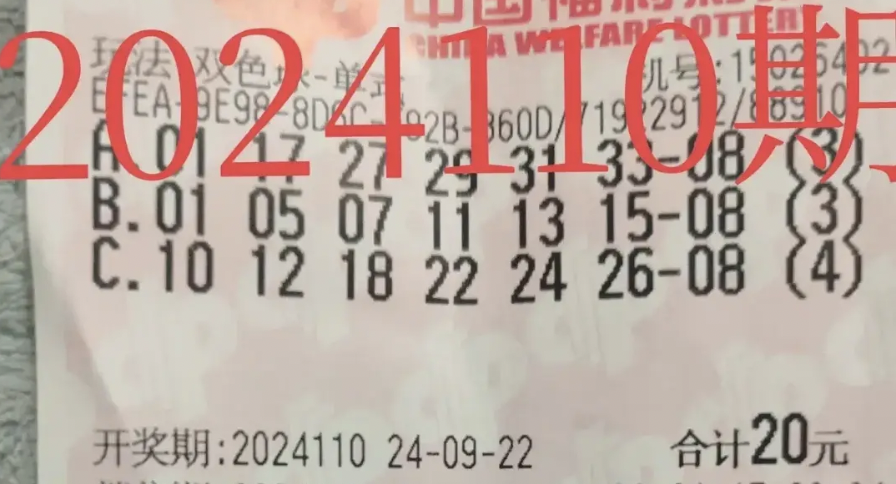 中国福利彩票
CHINA WELFARE LOTTERY
2024110期
玩法:双色球-单式
A.01 17 27 29 31 33-08 (3)
B.01 05 07 11 13 15-08 (3)
C.10 12 18 22 24 26-08 (4)
开奖期:2024110 24-09-22
合计20元